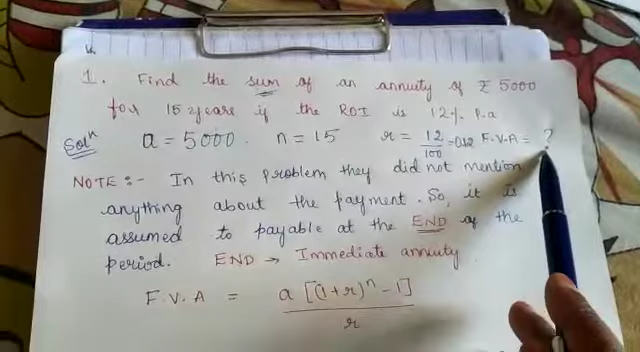 1. Find the sum of an annuity of ₹ 5000
for 15 years if the ROI is 12% p.a
Solⁿ a = 5000. n = 15 r = 12/100 = 0.12 F.V.A = ?
NOTE :- In this problem they did not mention
anything about the payment. So, it is
assumed to payable at the END of the
period. END → Immediate annuity.
F.V.A = a [(1+r)ⁿ - 1] / r